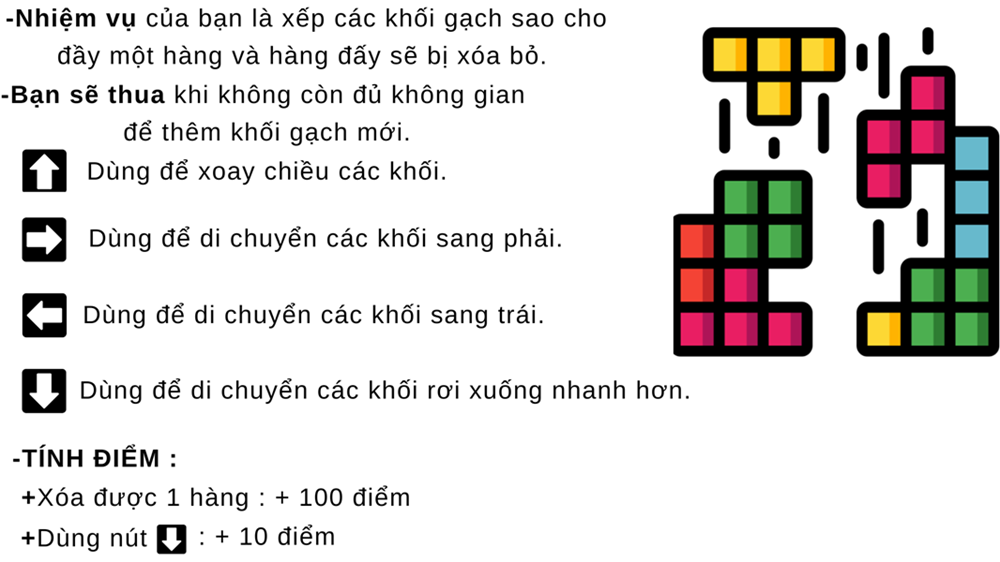 -Nhiệm vụ của bạn là xếp các khối gạch sao cho
đầy một hàng và hàng đấy sẽ bị xóa bỏ.
-Bạn sẽ thua khi không còn đủ không gian
để thêm khối gạch mới.
Dùng để xoay chiều các khối.
Dùng để di chuyển các khối sang phải.
Dùng để di chuyển các khối sang trái.
Dùng để di chuyển các khối rơi xuống nhanh hơn.
-TÍNH ĐIỂM :
+Xóa được 1 hàng : + 100 điểm
+Dùng nút : + 10 điểm